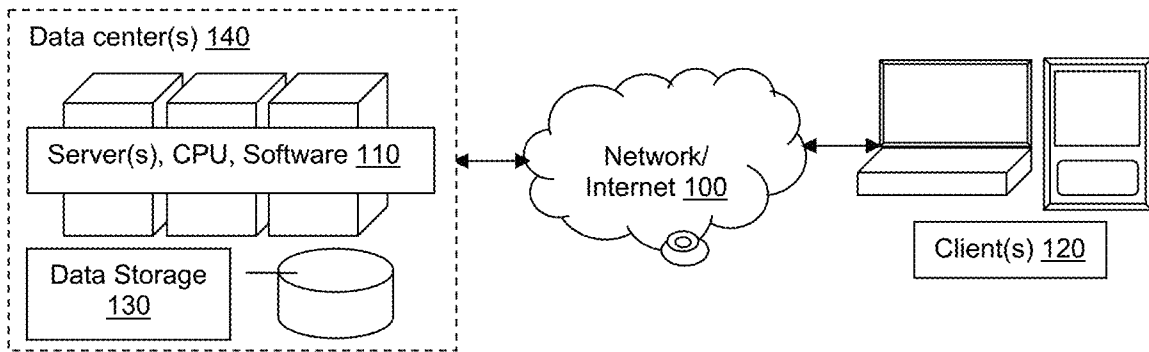 Data center(s) 140
Server(s), CPU, Software 110
Data Storage
130
Network/
Internet 100
Client(s) 120